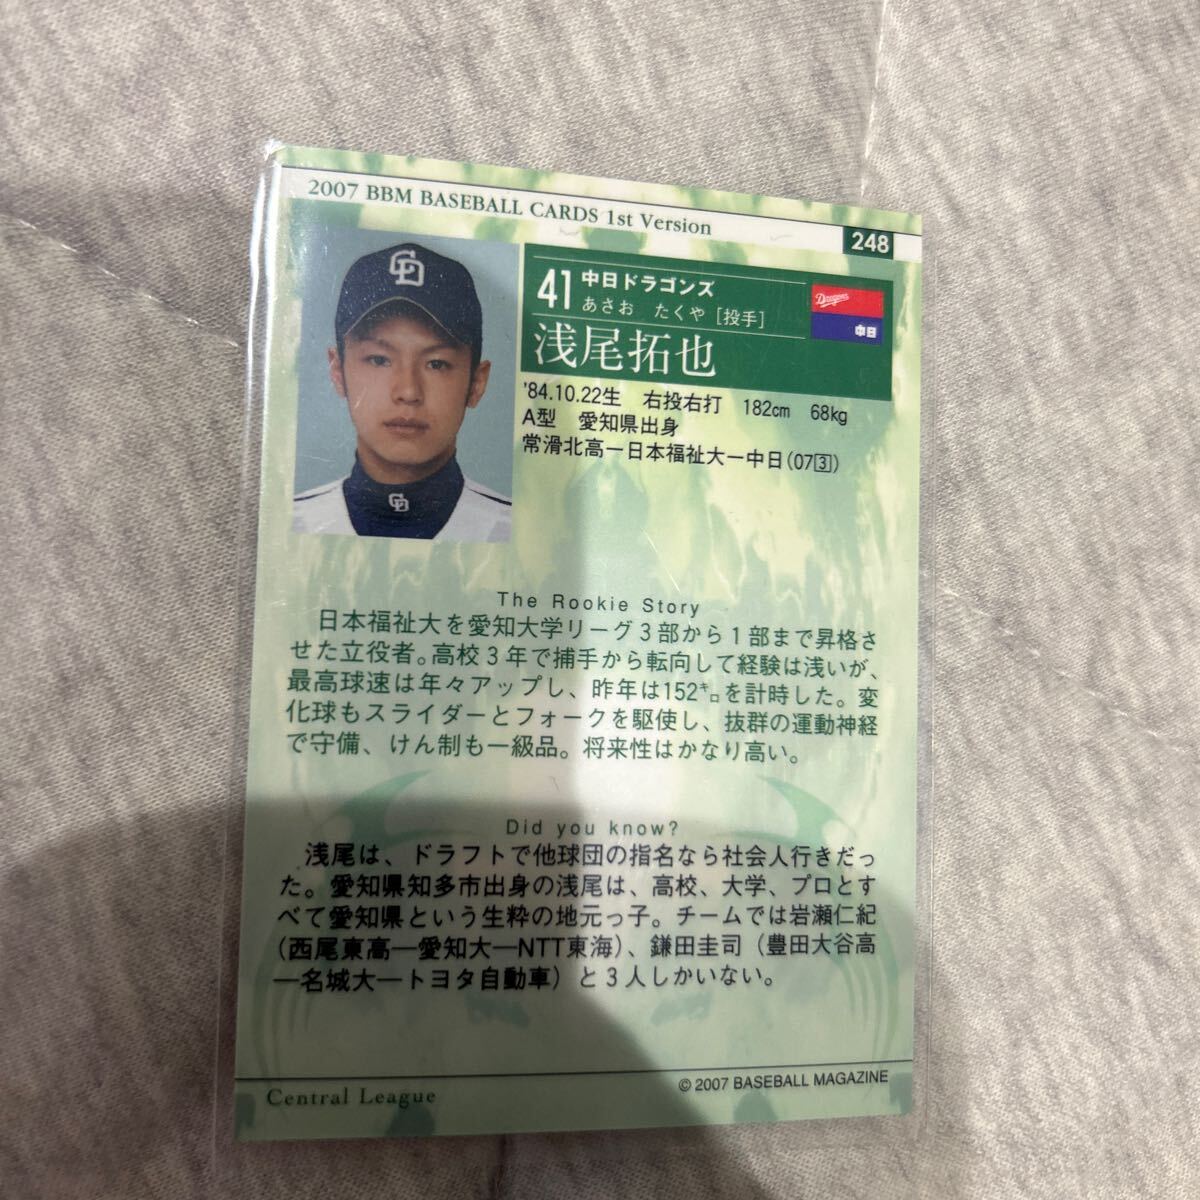 2007 BBM BASEBALL CARDS 1st Version
248
CD
41 中日ドラゴンズ
あさお たくや [投手]
浅尾拓也
Dragons
中日
'84.10.22生 右投右打 182cm 68kg
A型 愛知県出身
常滑北高ー日本福祉大ー中日(07③)
CD
The Rookie Story
日本福祉大を愛知大学リーグ3部から1部まで昇格さ
せた立役者。高校3年で捕手から転向して経験は浅いが、
最高球速は年々アップし、昨年は152㌔を計時した。変
化球もスライダーとフォークを駆使し、抜群の運動神経
で守備、けん制も一級品。将来性はかなり高い。
Did you know?
浅尾は、ドラフトで他球団の指名なら社会人行きだっ
た。愛知県知多市出身の浅尾は、高校、大学、プロとす
べて愛知県という生粋の地元っ子。チームでは岩瀬仁紀
(西尾東高―愛知大―NTT東海)、鎌田圭司(豊田大谷高
―名城大―トヨタ自動車)と3人しかいない。
Central League
© 2007 BASEBALL MAGAZINE